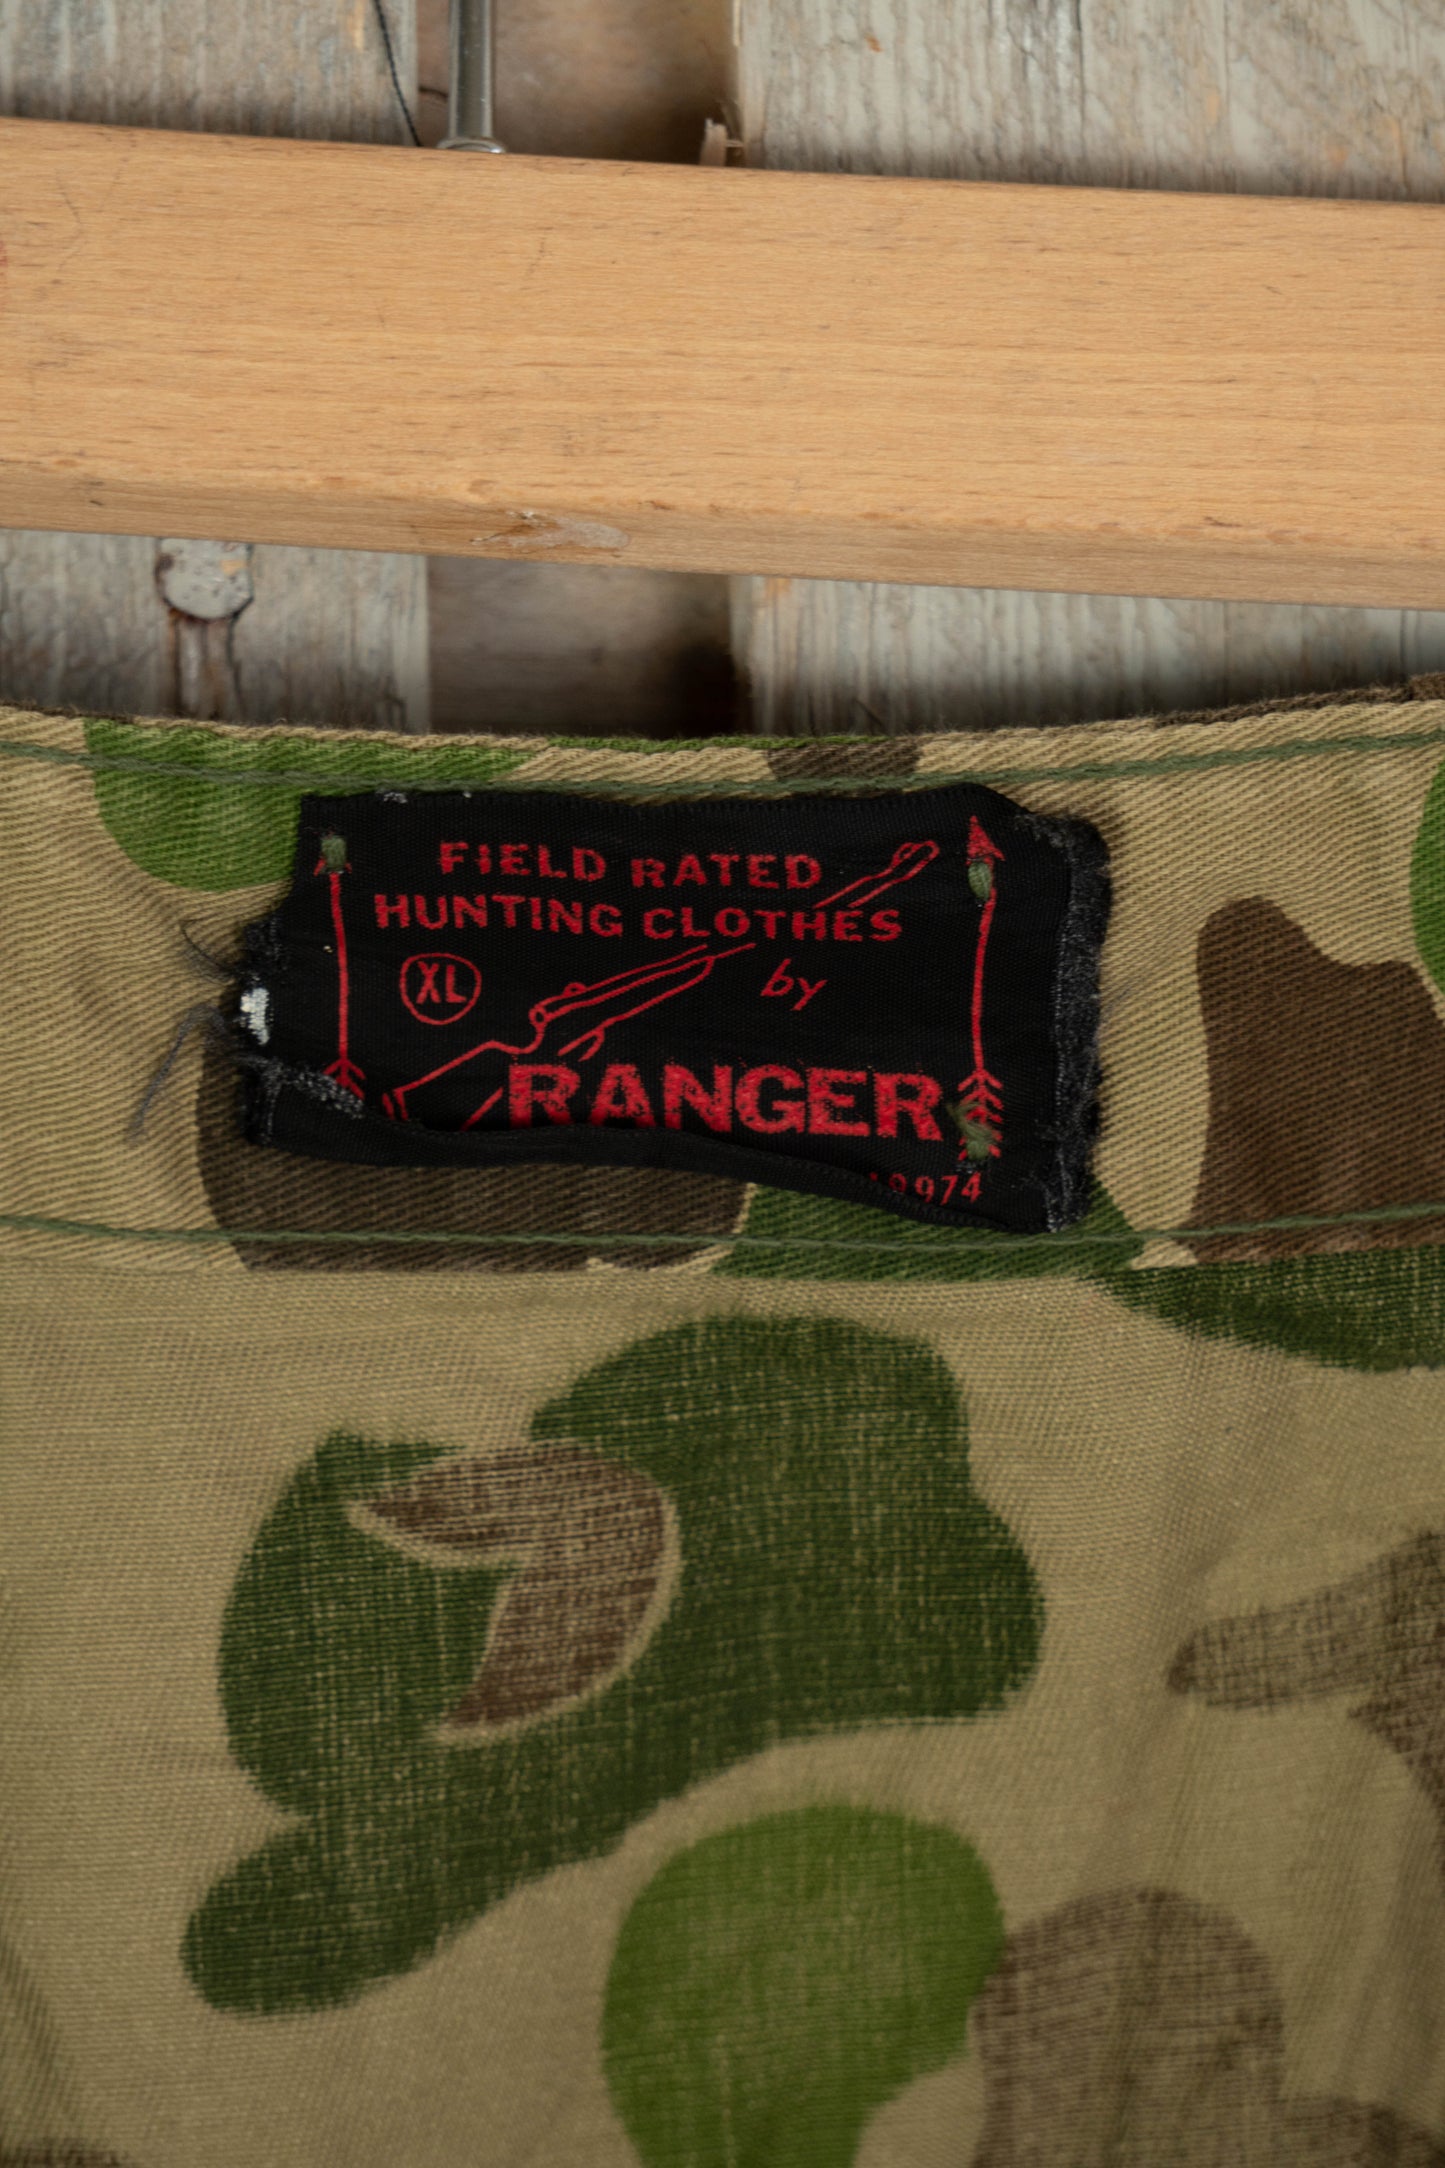 FIELD RATED
HUNTING CLOTHES
XL
by
RANGER